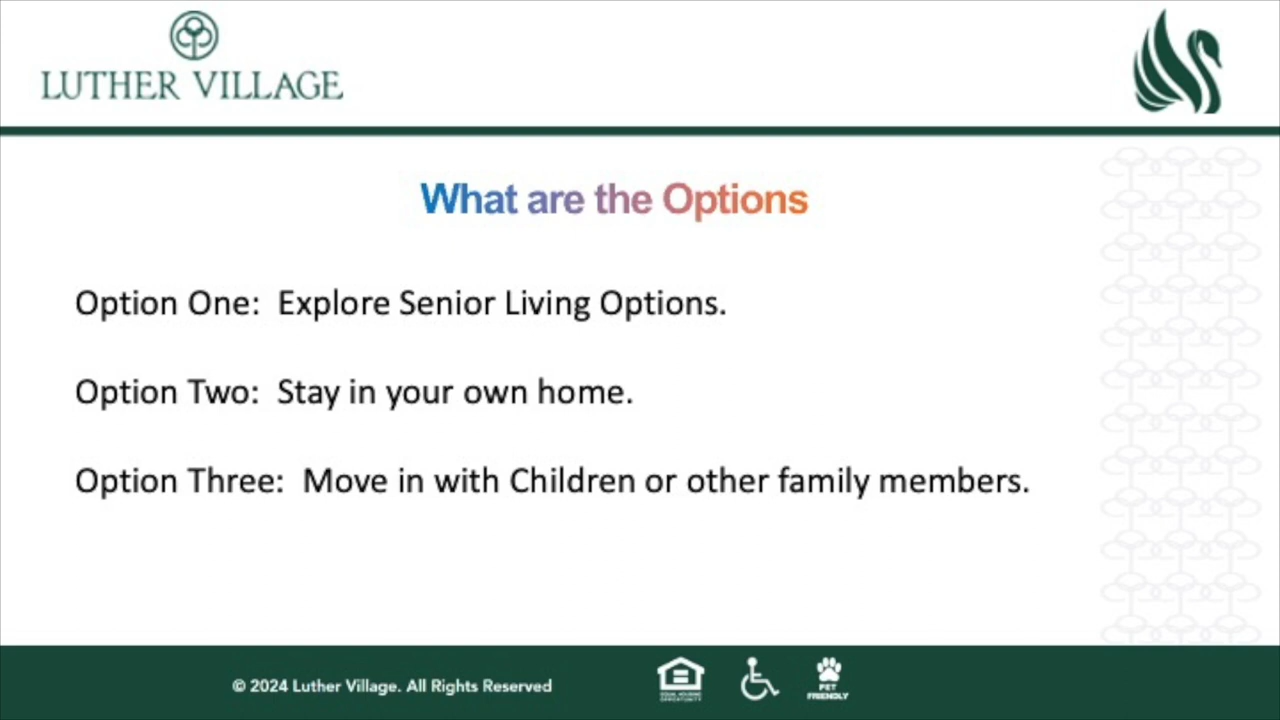 LUTHER VILLAGE
What are the Options
Option One:  Explore Senior Living Options.
Option Two:  Stay in your own home.
Option Three:  Move in with Children or other family members.
© 2024 Luther Village. All Rights Reserved
EQUAL HOUSING
OPPORTUNITY
PET
FRIENDLY